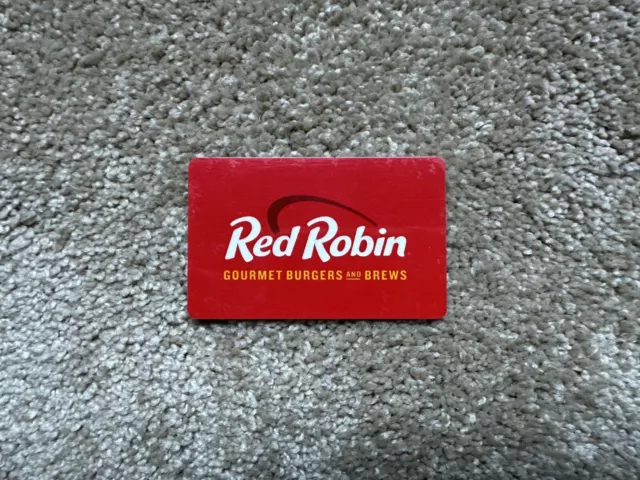 Red Robin
GOURMET BURGERS AND BREWS